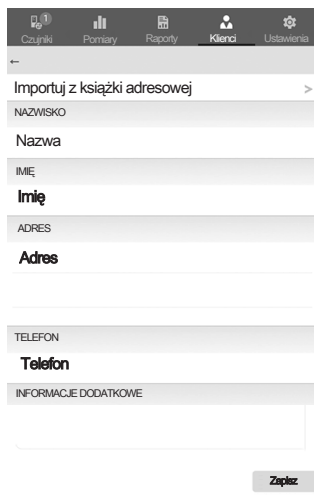 1
Czujniki Pomiary Raporty Klienci Ustawienia
←
Importuj z książki adresowej >
NAZWISKO
Nazwa
IMIĘ
Imię
ADRES
Adres
TELEFON
Telefon
INFORMACJE DODATKOWE
Zapisz